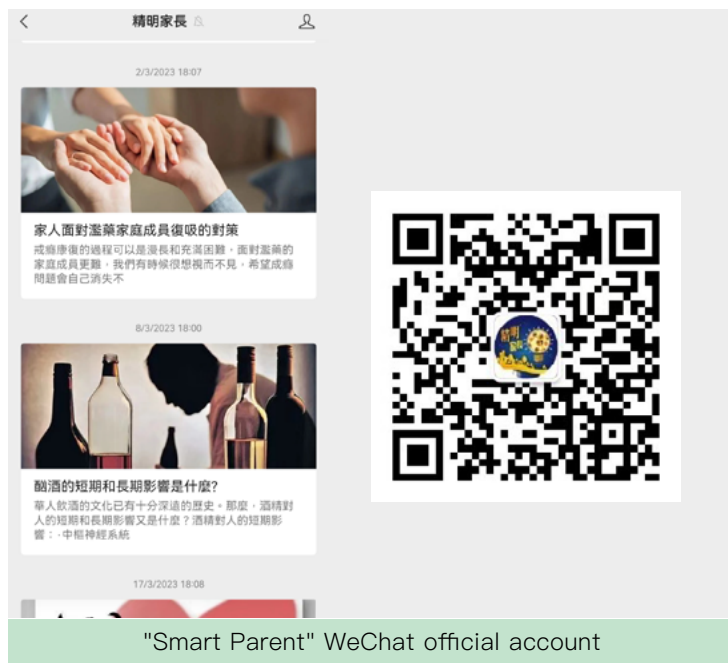 精明家長
2/3/2023 18:07
家人面對濫藥家庭成員復吸的對策
戒癮康復的過程可以是漫長和充滿困難，面對濫藥的
家庭成員更難，我們有時候很想視而不見，希望成癮
問題會自己消失不
8/3/2023 18:00
酗酒的短期和長期影響是什麼?
華人飲酒的文化已有十分深遠的歷史。那麼，酒精對
人的短期和長期影響又是什麼？酒精對人的短期影
響：·中樞神經系統
17/3/2023 18:08
精明
"Smart Parent" WeChat official account